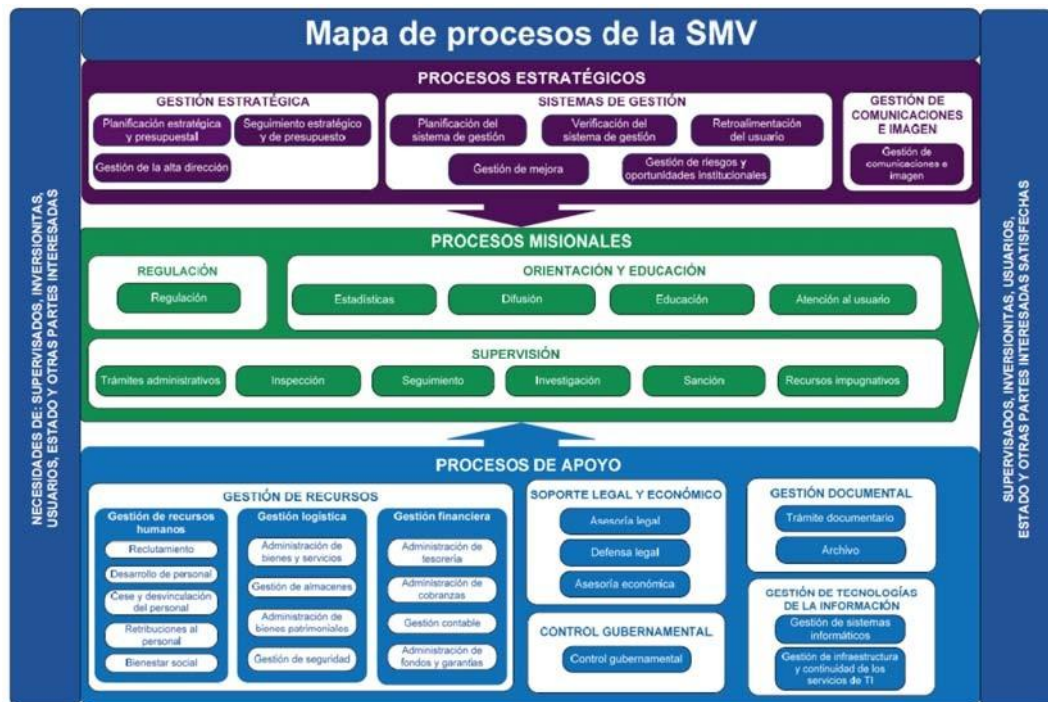 Mapa de procesos de la SMV
NECESIDADES DE: SUPERVISADOS, INVERSIONITAS,
USUARIOS, ESTADO Y OTRAS PARTES INTERESADAS
PROCESOS ESTRATÉGICOS
GESTIÓN ESTRATÉGICA
Planificación estratégica
y presupuestal
Seguimiento estratégico
y de presupuesto
Gestión de la alta dirección
SISTEMAS DE GESTIÓN
Planificación del
sistema de gestión
Verificación del
sistema de gestión
Retroalimentación
del usuario
Gestión de mejora
Gestión de riesgos y
oportunidades institucionales
GESTIÓN DE
COMUNICACIONES
E IMAGEN
Gestión de
comunicaciones e
imagen
PROCESOS MISIONALES
REGULACIÓN
Regulación
ORIENTACIÓN Y EDUCACIÓN
Estadísticas
Difusión
Educación
Atención al usuario
SUPERVISIÓN
Trámites administrativos
Inspección
Seguimiento
Investigación
Sanción
Recursos impugnativos
PROCESOS DE APOYO
GESTIÓN DE RECURSOS
Gestión de recursos
humanos
Reclutamiento
Desarrollo de personal
Cese y desvinculación
del personal
Retribuciones al
personal
Bienestar social
Gestión logística
Administración de
bienes y servicios
Gestión de almacenes
Administración de
bienes patrimoniales
Gestión de seguridad
Gestión financiera
Administración de
tesorería
Administración de
cobranzas
Gestión contable
Administración de
fondos y garantías
SOPORTE LEGAL Y ECONÓMICO
Asesoría legal
Defensa legal
Asesoría económica
CONTROL GUBERNAMENTAL
Control gubernamental
GESTIÓN DOCUMENTAL
Trámite documentario
Archivo
GESTIÓN DE TECNOLOGÍAS
DE LA INFORMACIÓN
Gestión de sistemas
informáticos
Gestión de infraestructura
y continuidad de los
servicios de TI
SUPERVISADOS, INVERSIONITAS, USUARIOS,
ESTADO Y OTRAS PARTES INTERESADAS SATISFECHAS